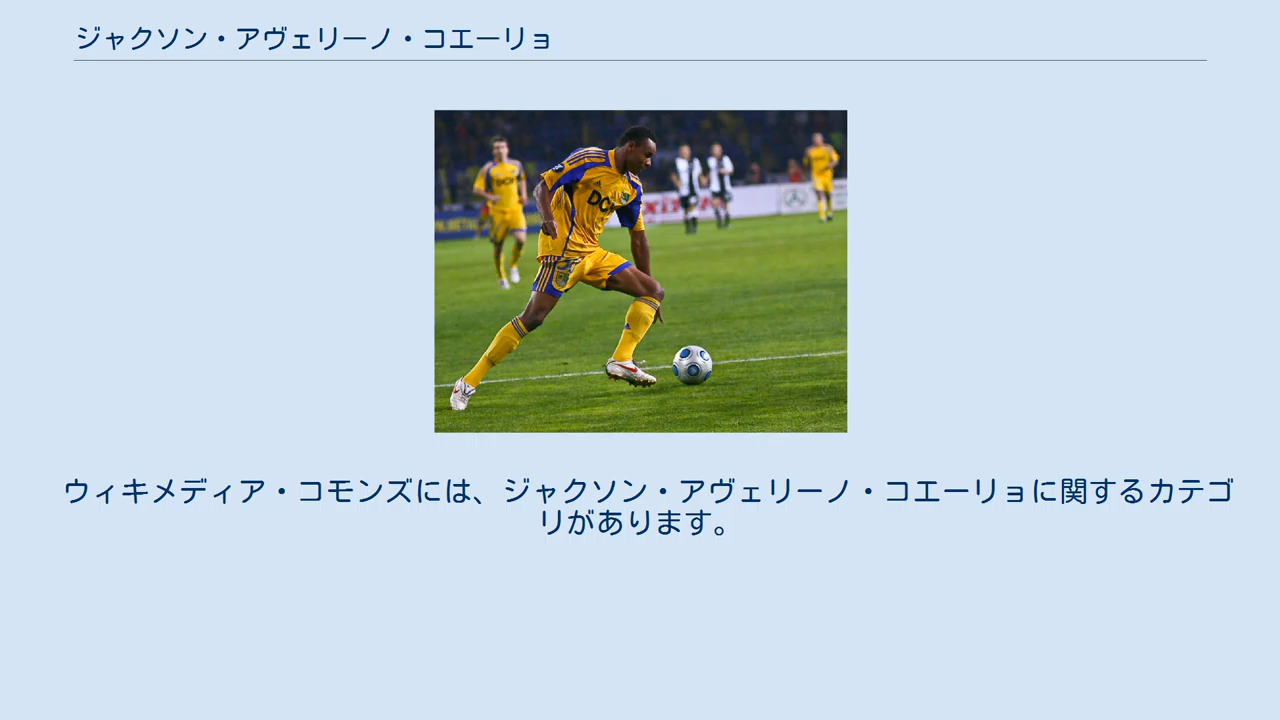 ジャクソン・アヴェリーノ・コエーリョ
ウィキメディア・コモンズには、ジャクソン・アヴェリーノ・コエーリョに関するカテゴ
リがあります。